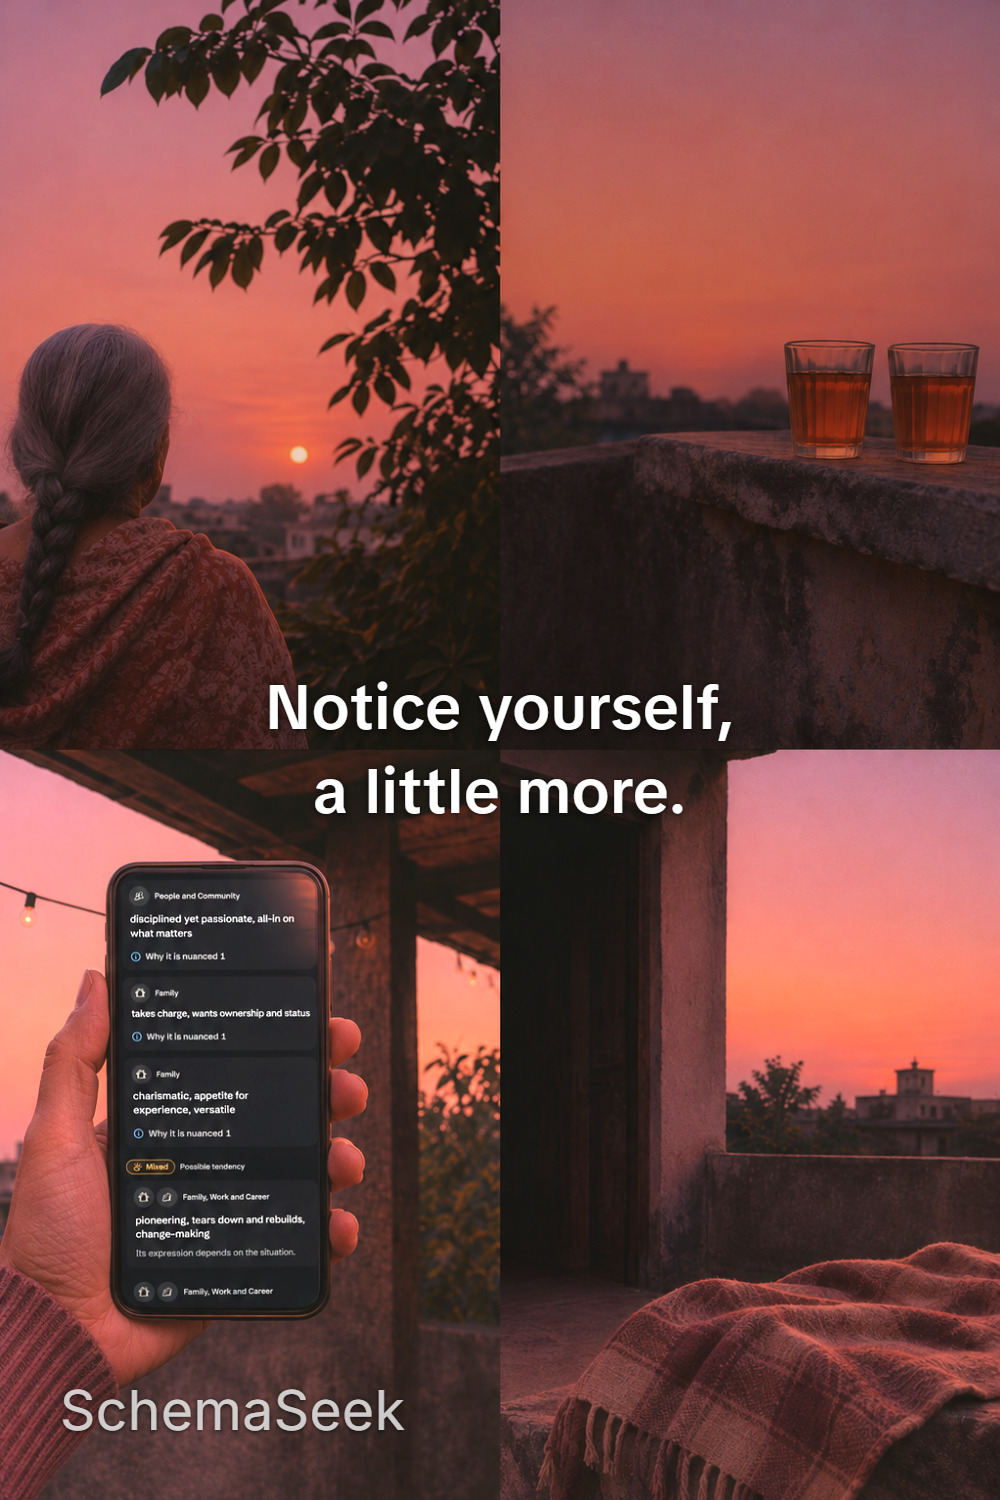 Notice yourself,
a little more.
People and Community
disciplined yet passionate, all-in on
what matters
Why it is nuanced 1
Family
takes charge, wants ownership and status
Why it is nuanced 1
Family
charismatic, appetite for
experience, versatile
Why it is nuanced 1
Mixed Possible tendency
Family, Work and Career
pioneering, tears down and rebuilds,
change-making
Its expression depends on the situation.
Family, Work and Career
SchemaSeek